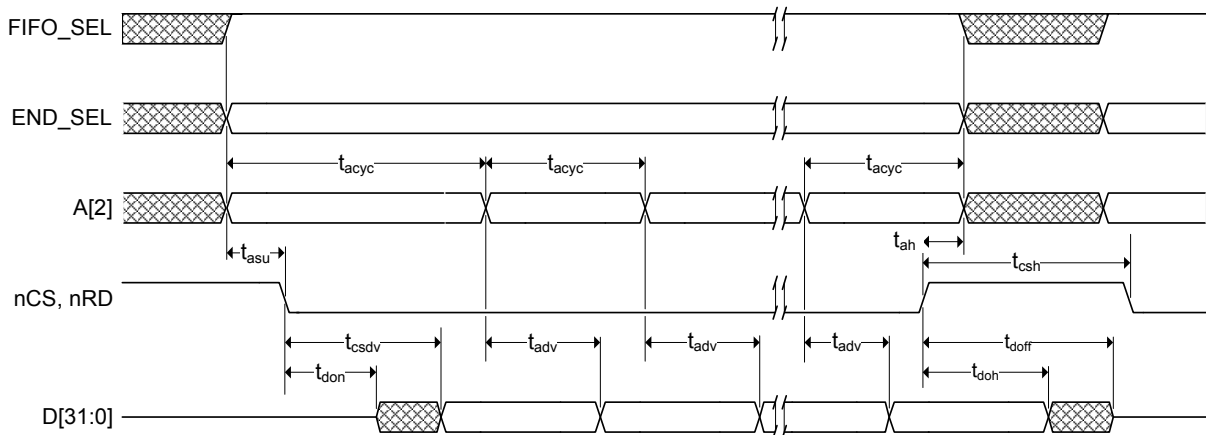 FIFO_SEL
END_SEL
tacyc tacyc tacyc
A[2]
tasu tah
tcsh
nCS, nRD
tcsdv tadv tadv tadv tdoff
tdon tdoh
D[31:0]